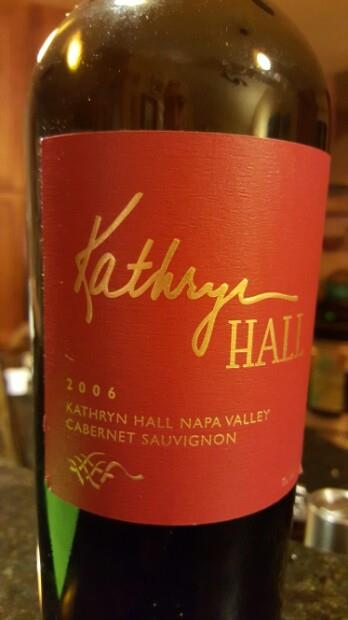 Kathryn
HALL
2006
KATHRYN HALL NAPA VALLEY
CABERNET SAUVIGNON